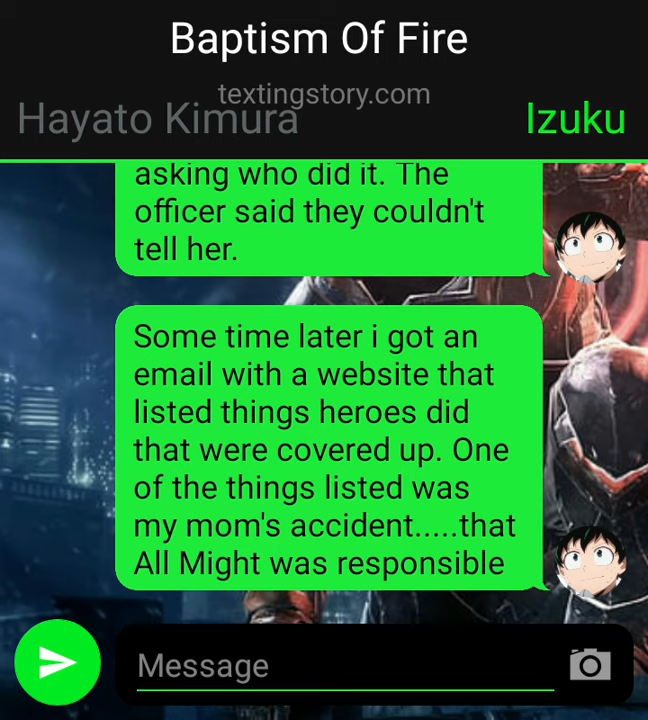 Baptism Of Fire
textingstory.com
Hayato Kimura
Izuku
asking who did it. The
officer said they couldn't
tell her.
Some time later i got an
email with a website that
listed things heroes did
that were covered up. One
of the things listed was
my mom's accident.....that
All Might was responsible
Message